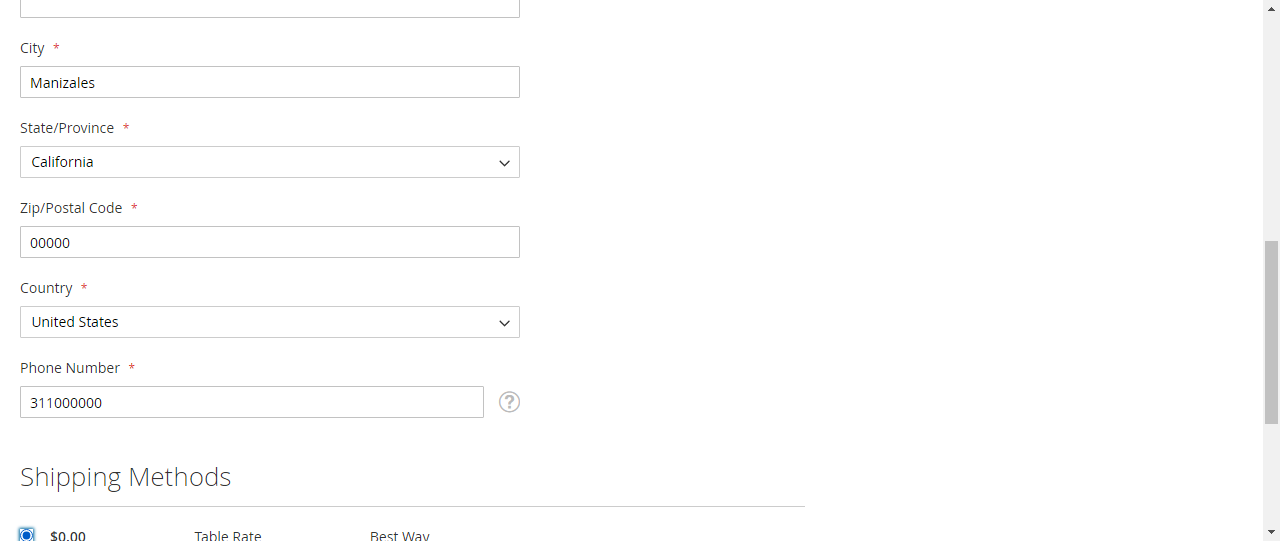 City *
Manizales
State/Province *
California
Zip/Postal Code *
00000
Country *
United States
Phone Number *
311000000
?
Shipping Methods
$0.00 Table Rate Best Way